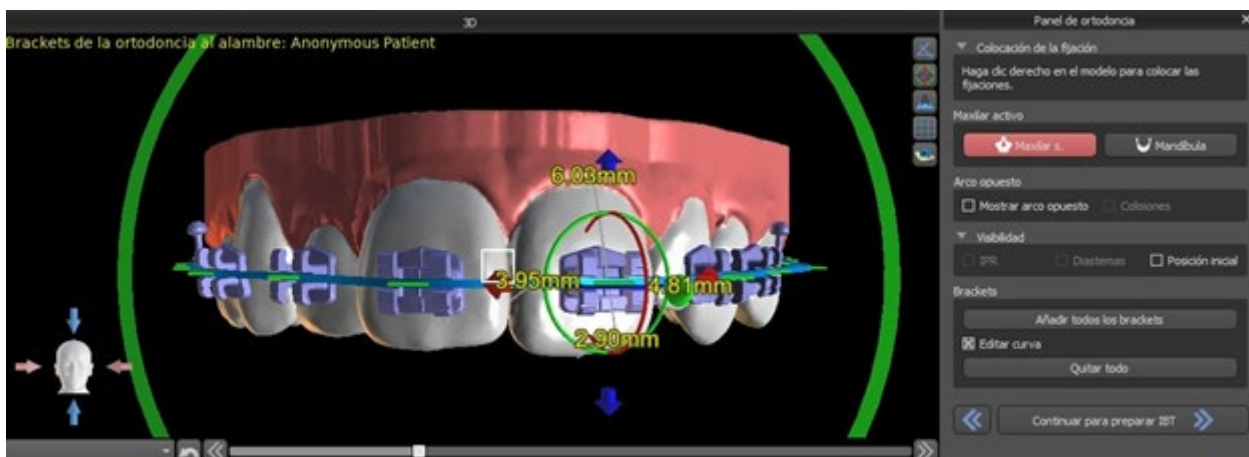 3D
Brackets de la ortodoncia al alambre: Anonymous Patient
6.03mm
3.95mm
4.81mm
2.90mm
Panel de ortodoncia
Colocación de la fijación
Haga clic derecho en el modelo para colocar las
fijaciones.
Maxilar activo
Maxilar s.
Mandíbula
Arco opuesto
Mostrar arco opuesto
Colisiones
Visibilidad
IPR
Diastemas
Posición inicial
Brackets
Añadir todos los brackets
Editar curva
Quitar todo
Continuar para preparar IBT